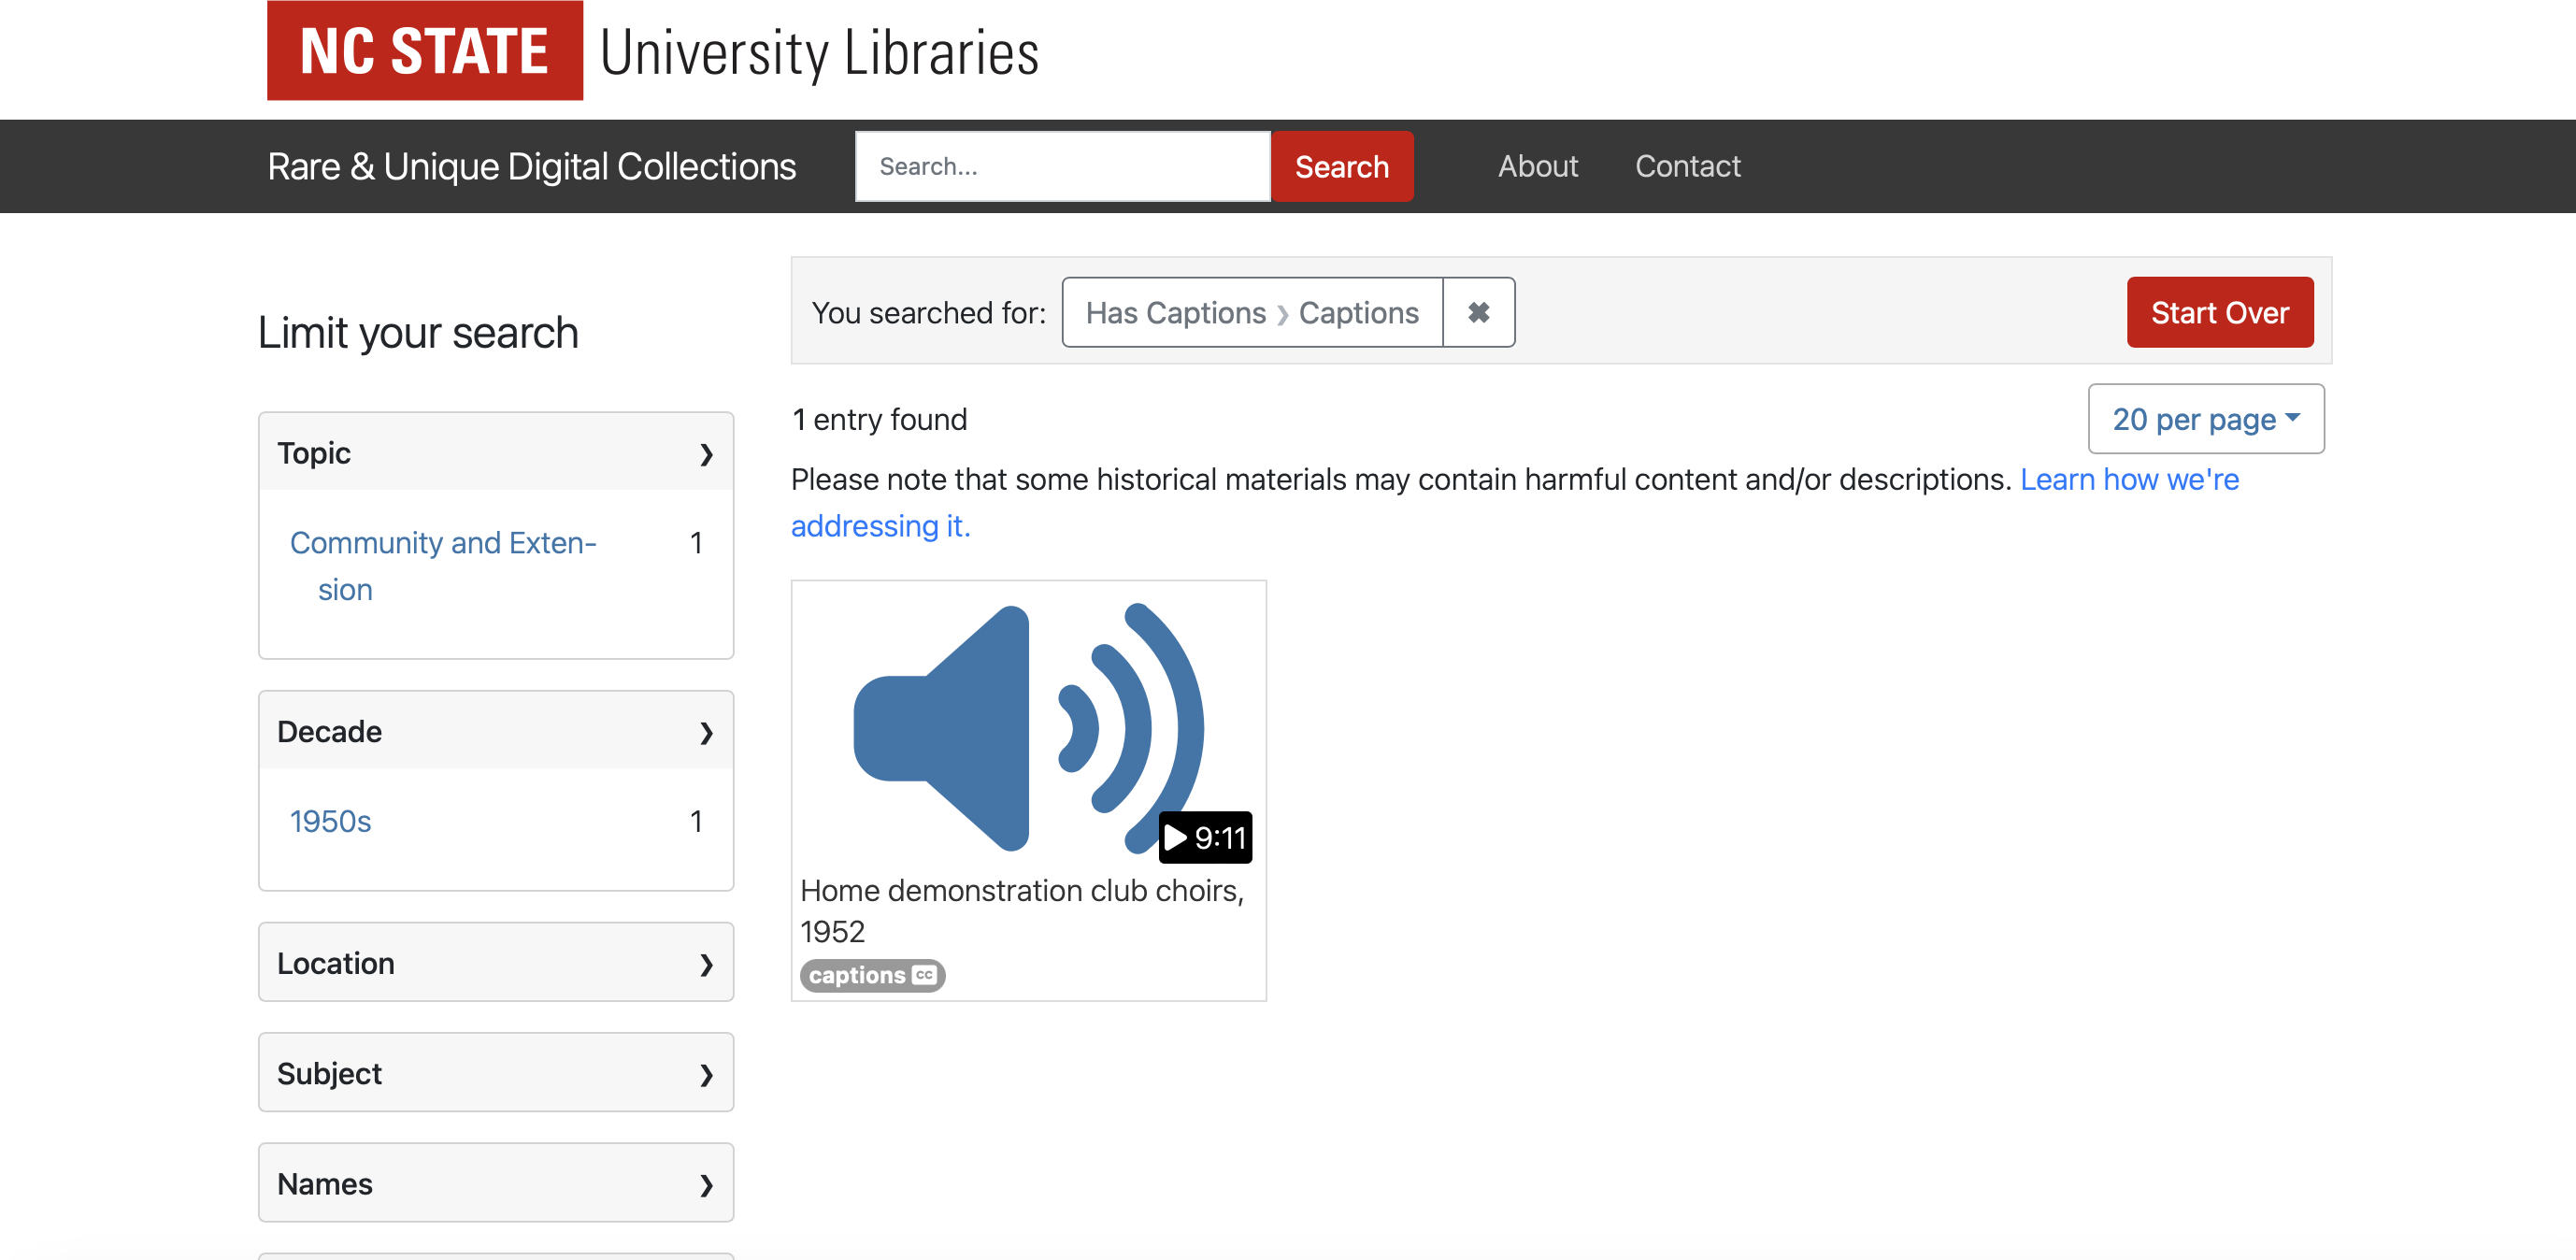 NC STATE University Libraries
Rare & Unique Digital Collections Search... Search About Contact
Limit your search
Topic
Community and Exten-
sion 1
Decade
1950s 1
Location
Subject
Names
You searched for: Has Captions ❯ Captions ✖ Start Over
1 entry found 20 per page
Please note that some historical materials may contain harmful content and/or descriptions. Learn how we're
addressing it.
9:11
Home demonstration club choirs,
1952
captions cc